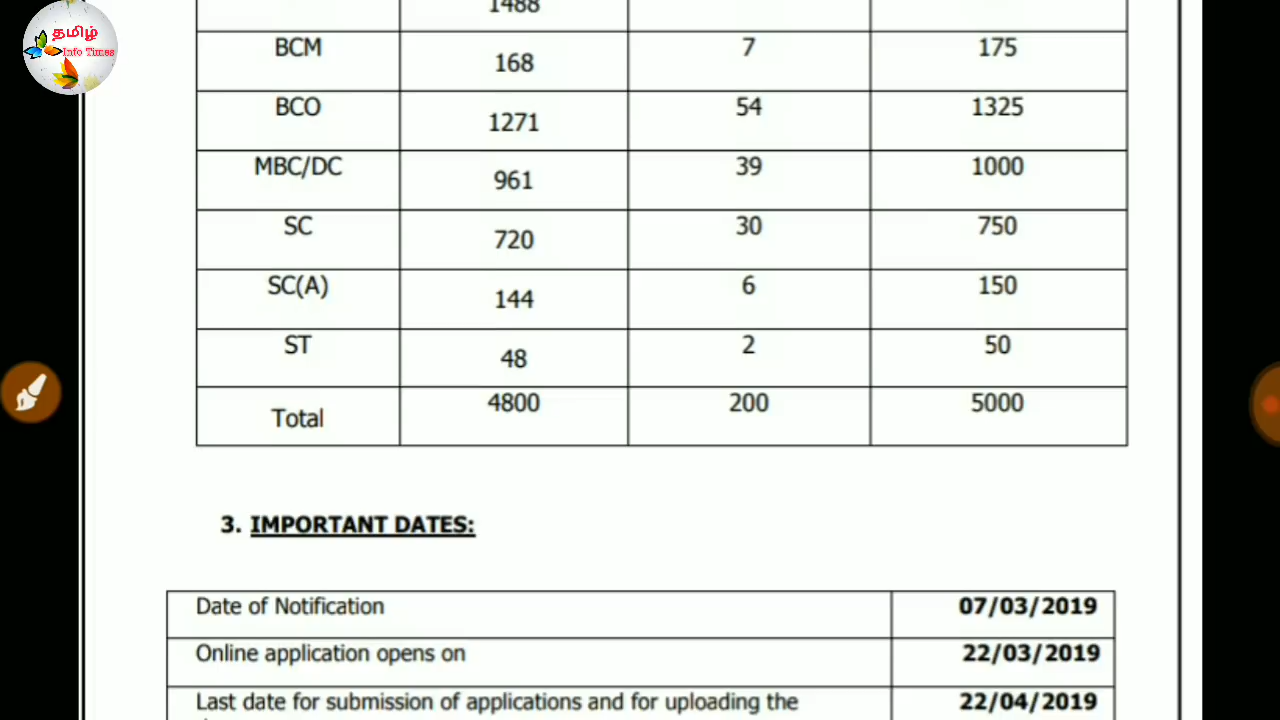 தமிழ்
Info Times
1488
BCM 168 7 175
BCO 1271 54 1325
MBC/DC 961 39 1000
SC 720 30 750
SC(A) 144 6 150
ST 48 2 50
Total 4800 200 5000
3. IMPORTANT DATES:
Date of Notification 07/03/2019
Online application opens on 22/03/2019
Last date for submission of applications and for uploading the 22/04/2019